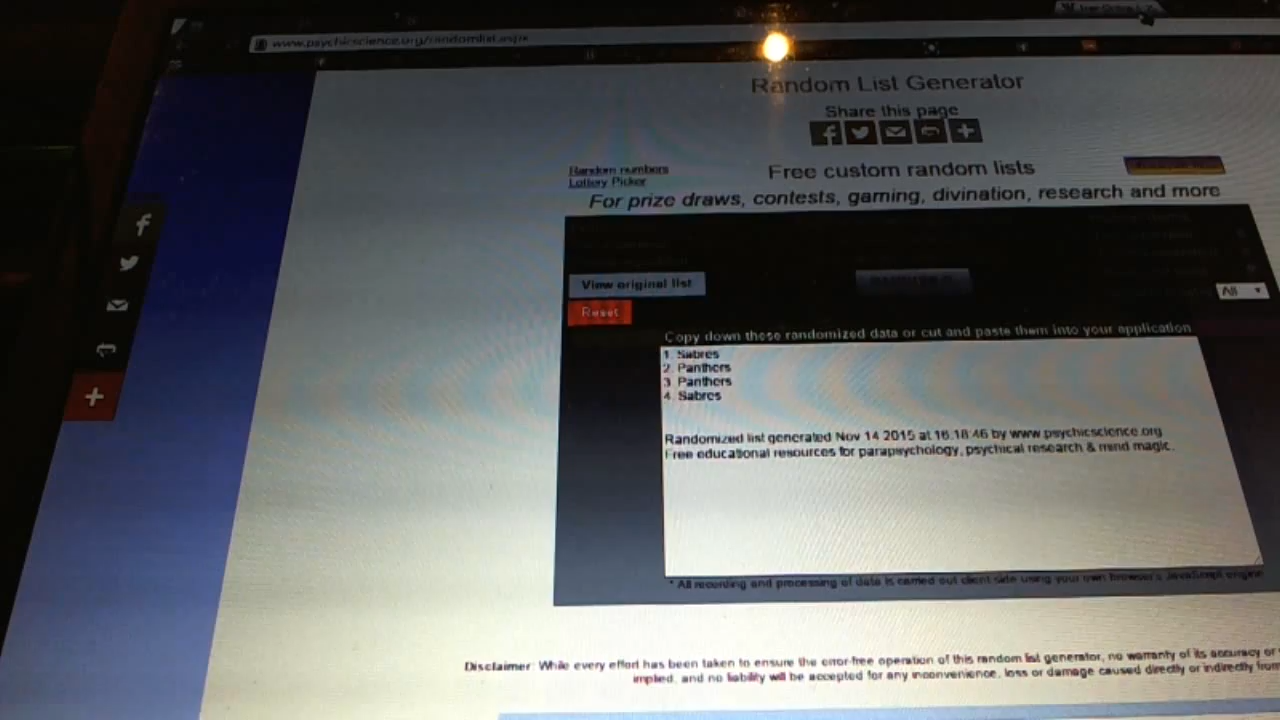 www.psychicscience.org/randomlist.aspx
Random List Generator
Share this page
Random numbers
Lottery Picker
Free custom random lists
For prize draws, contests, gaming, divination, research and more
View original list
Reset
All
Copy down these randomized data or cut and paste them into your application
1. Sabres
2. Panthers
3. Panthers
4. Sabres
Randomized list generated Nov 14 2015 at 16:18:46 by www.psychicscience.org
Free educational resources for parapsychology, psychical research & mind magic.
* All recording and processing of data is carried out client-side using your own browser's JavaScript engine
Disclaimer: While every effort has been taken to ensure the error-free operation of this random list generator, no warranty of its accuracy or
implied, and no liability will be accepted for any inconvenience, loss or damage caused directly or indirectly from